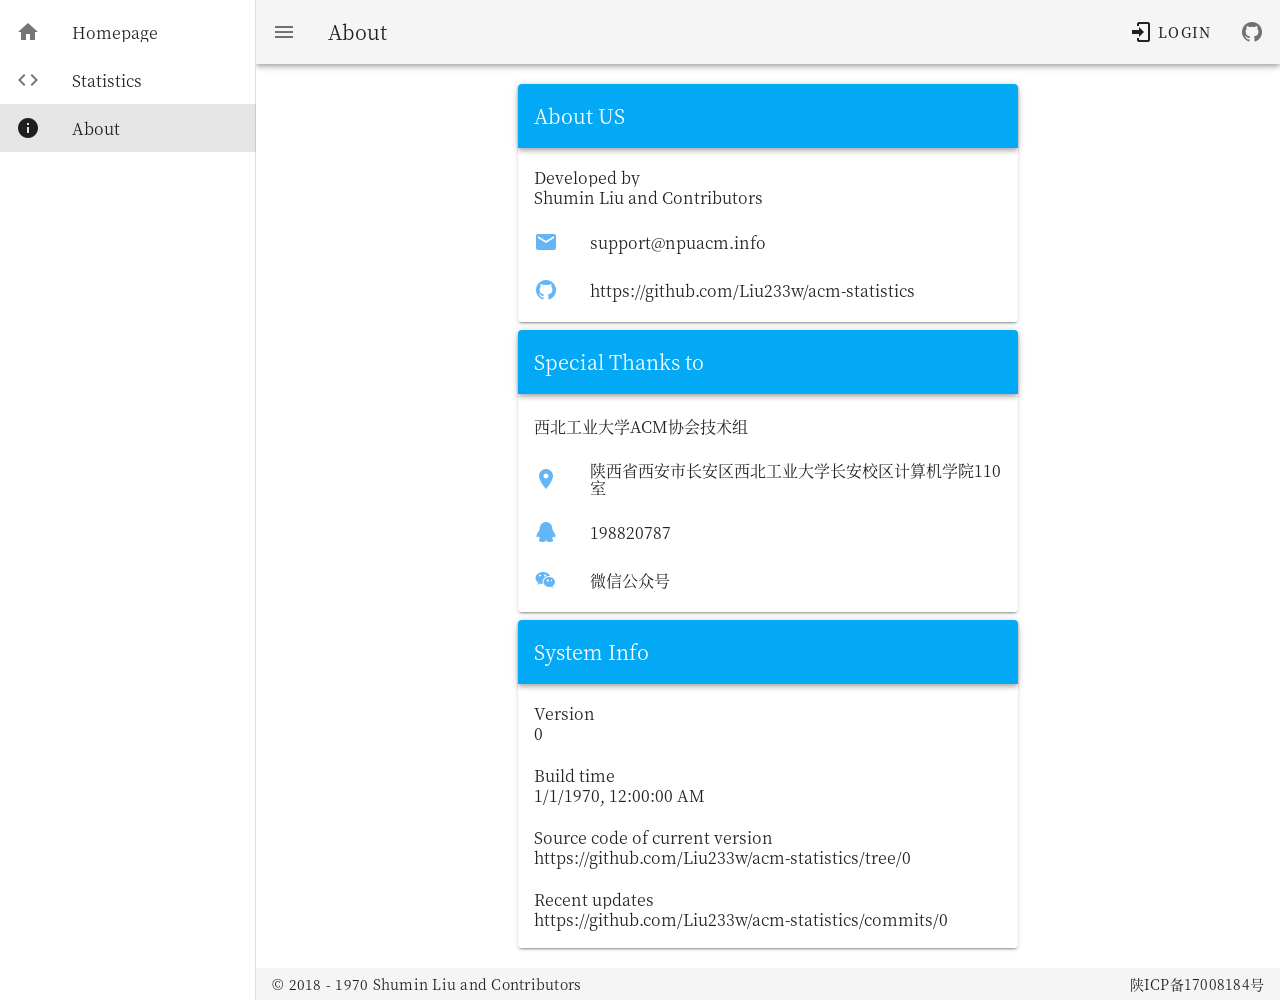 Homepage
Statistics
About
About
LOGIN
About US
Developed by
Shumin Liu and Contributors
support@npuacm.info
https://github.com/Liu233w/acm-statistics
Special Thanks to
西北工业大学ACM协会技术组
陕西省西安市长安区西北工业大学长安校区计算机学院110
室
198820787
微信公众号
System Info
Version
0
Build time
1/1/1970, 12:00:00 AM
Source code of current version
https://github.com/Liu233w/acm-statistics/tree/0
Recent updates
https://github.com/Liu233w/acm-statistics/commits/0
© 2018 - 1970 Shumin Liu and Contributors
陕ICP备17008184号